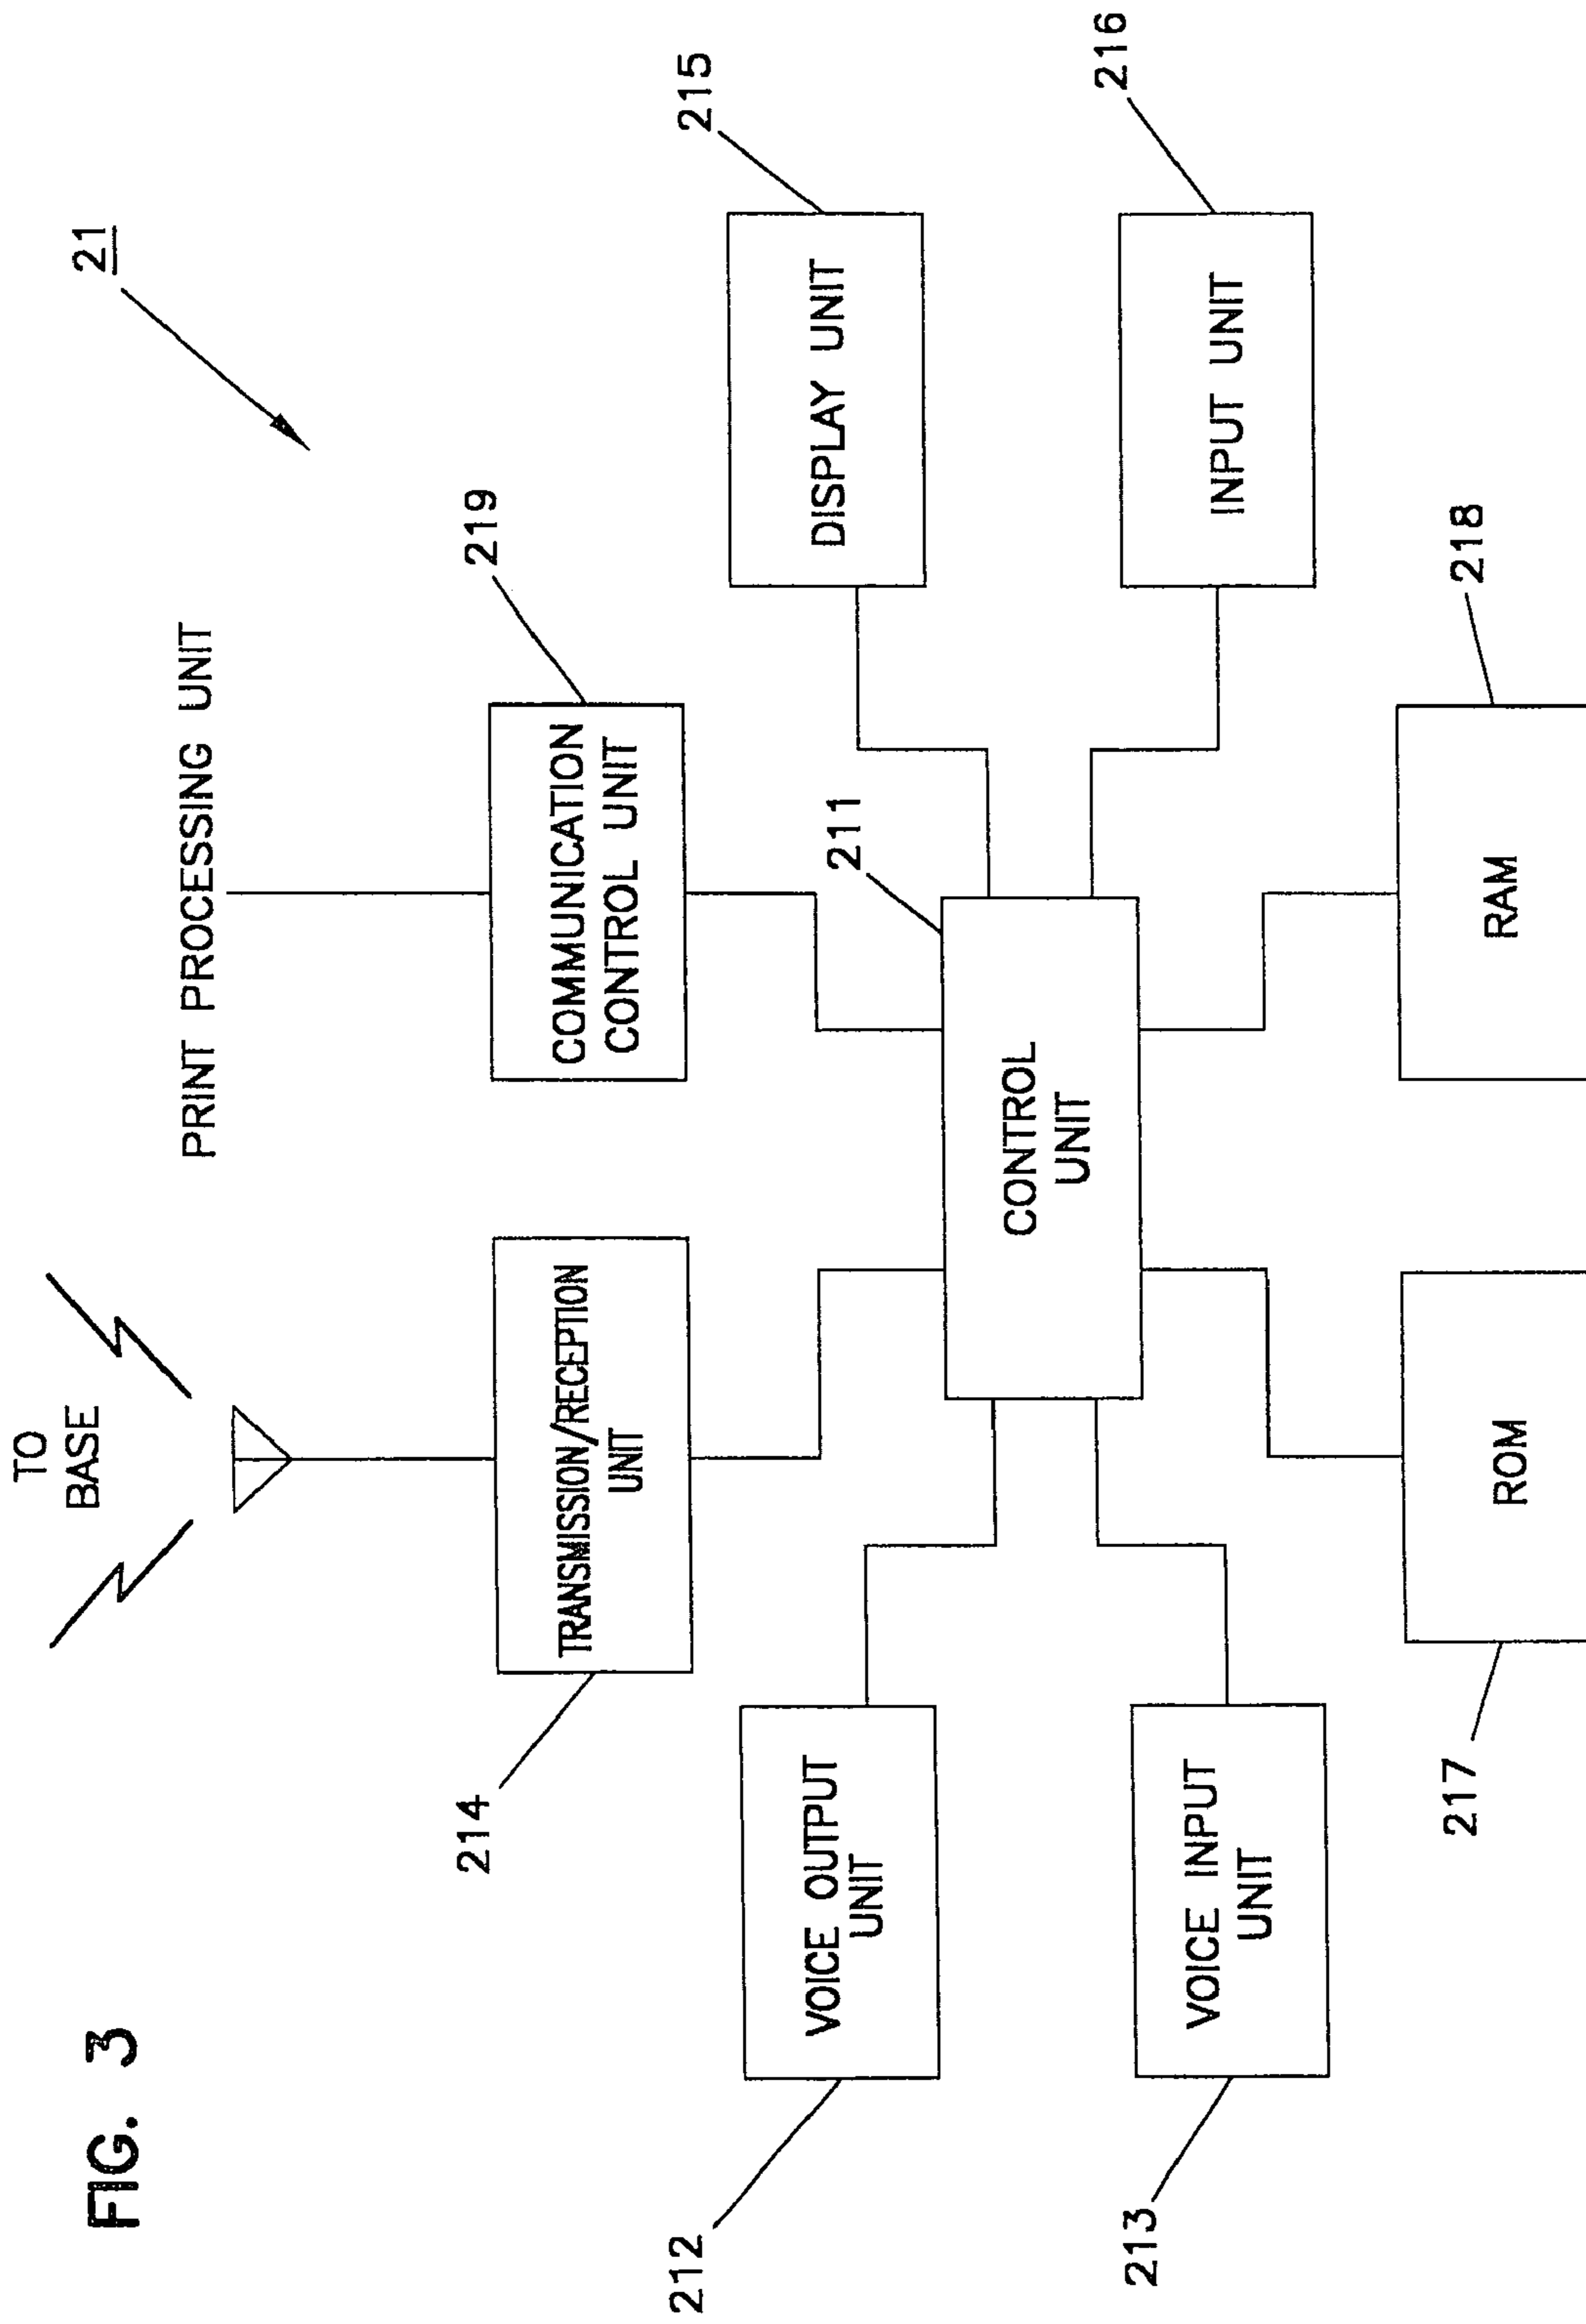 FIG. 3
TO
BASE
PRINT PROCESSING UNIT
21
214
TRANSMISSION/RECEPTION
UNIT
COMMUNICATION
CONTROL UNIT
219
212
VOICE OUTPUT
UNIT
211
DISPLAY UNIT
215
CONTROL
UNIT
213
VOICE INPUT
UNIT
INPUT UNIT
216
217
ROM
RAM
218